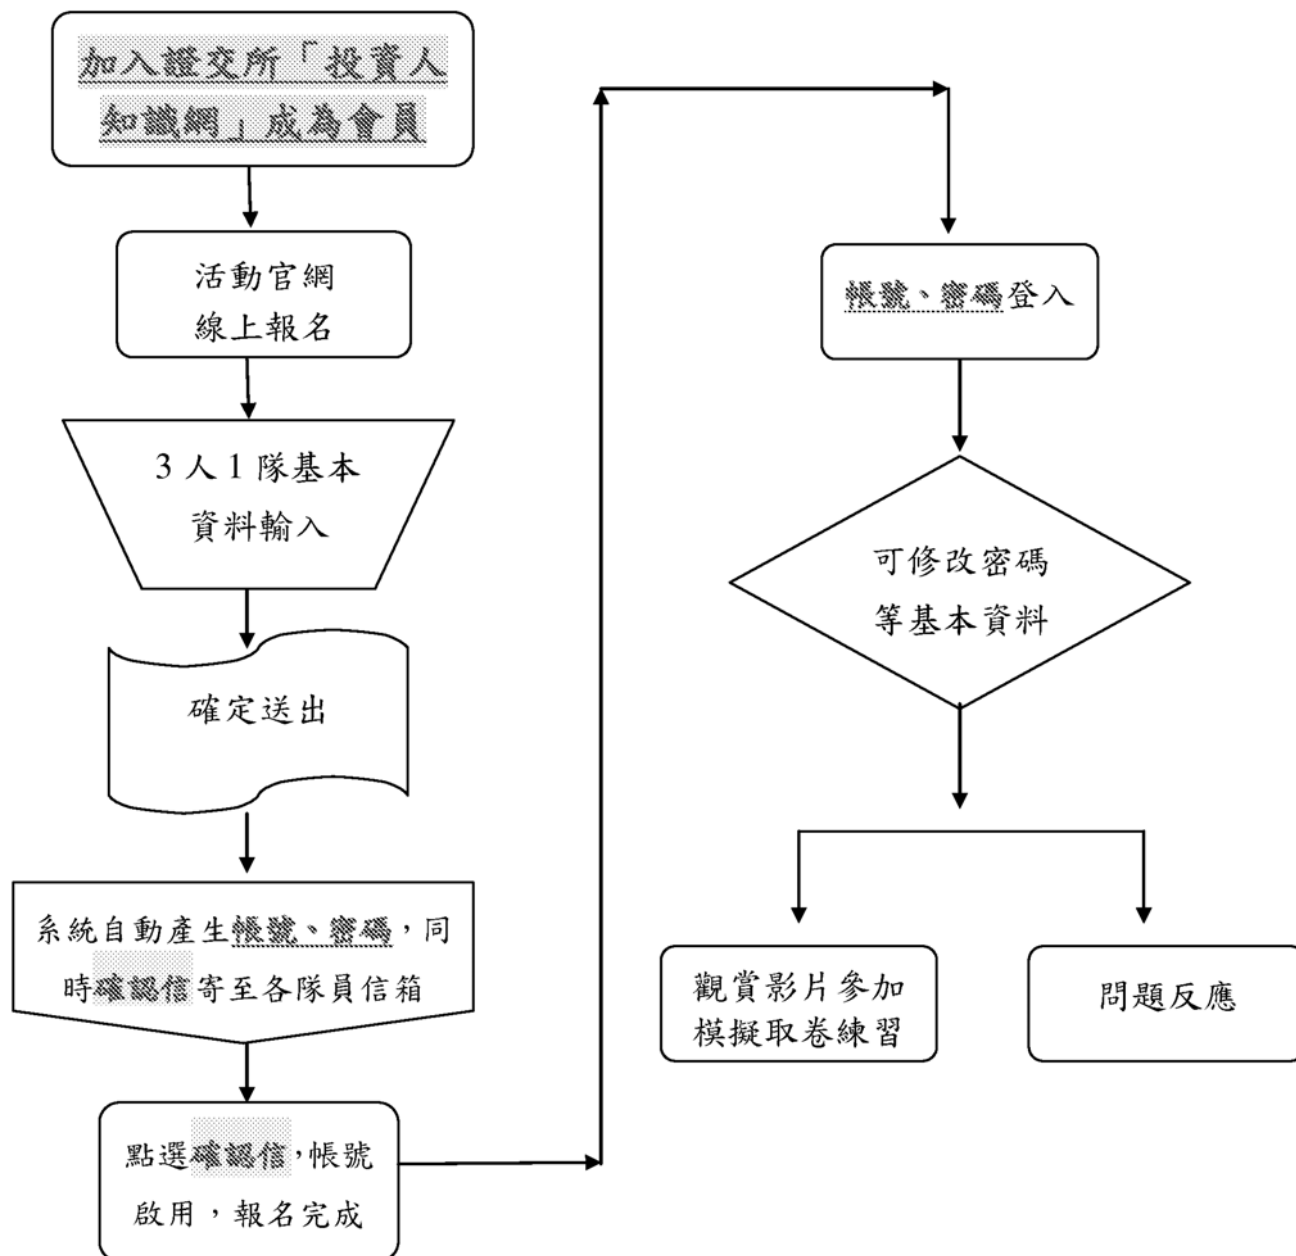 加入證交所「投資人
知識網」成為會員
活動官網
線上報名
3人1隊基本
資料輸入
確定送出
系統自動產生帳號、密碼，同
時確認信寄至各隊員信箱
點選確認信，帳號
啟用，報名完成
帳號、密碼登入
可修改密碼
等基本資料
觀賞影片參加
模擬取卷練習
問題反應